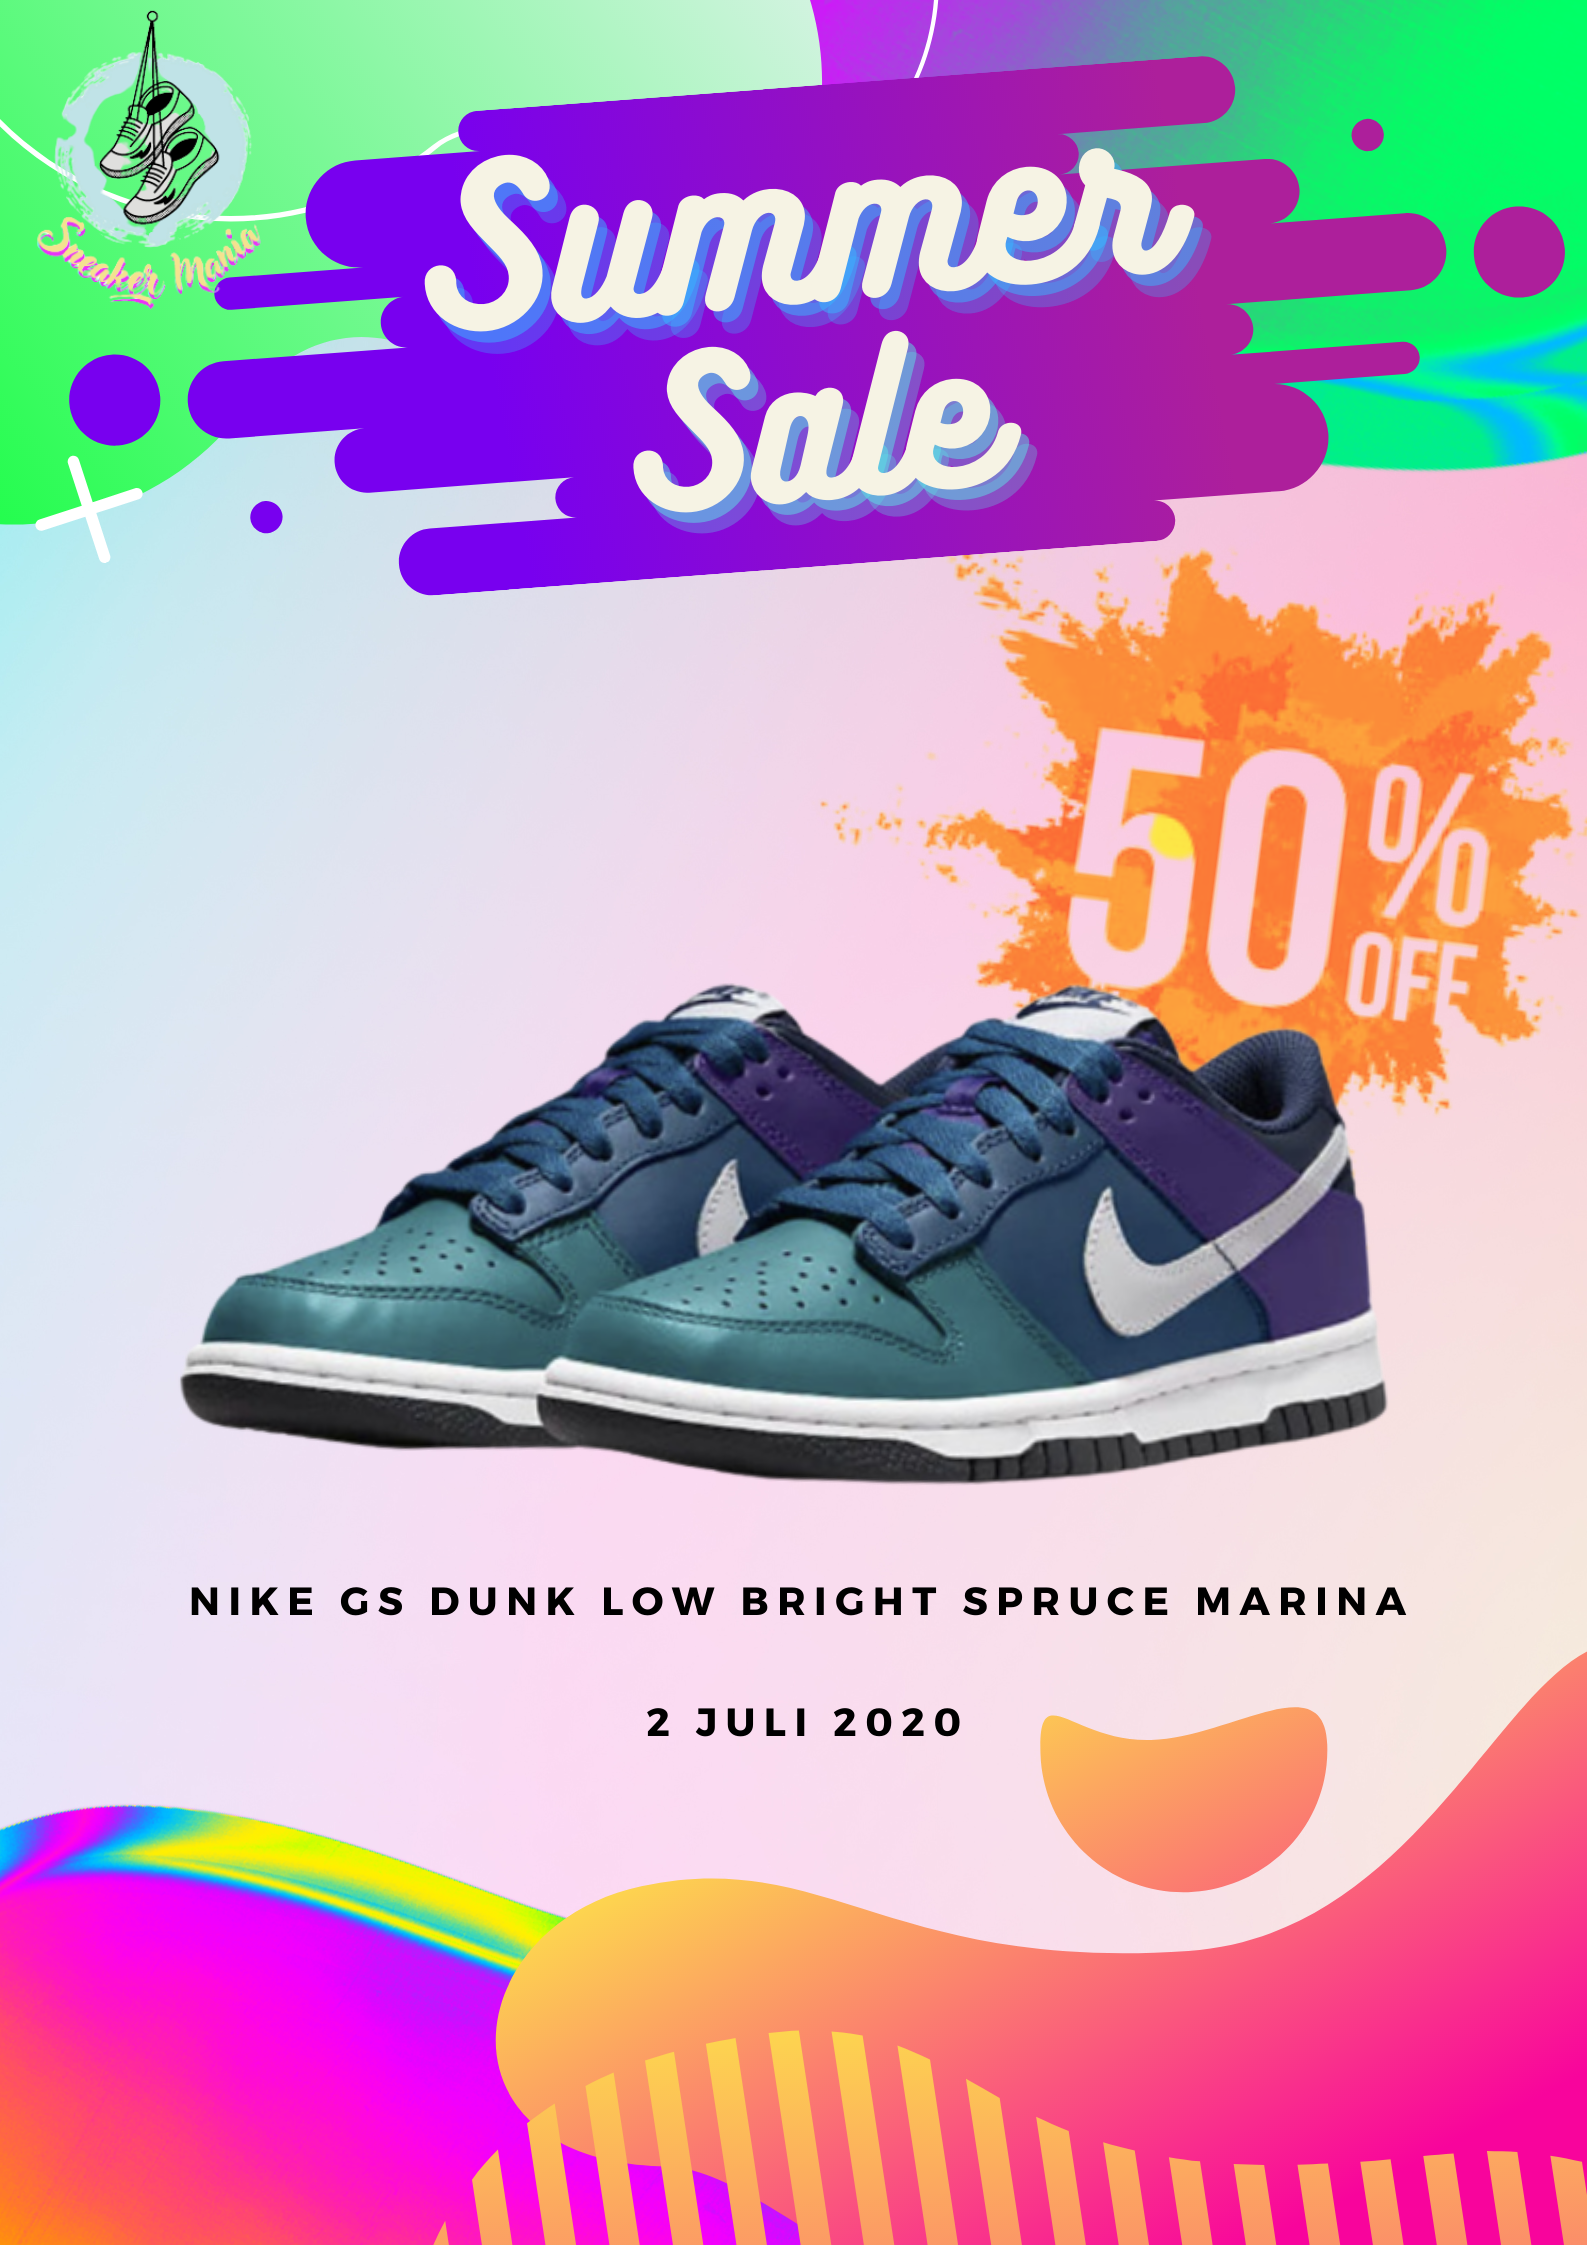 Sneaker Mania
Summer
Sale
50%
OFF
NIKE GS DUNK LOW BRIGHT SPRUCE MARINA
2 JULI 2020